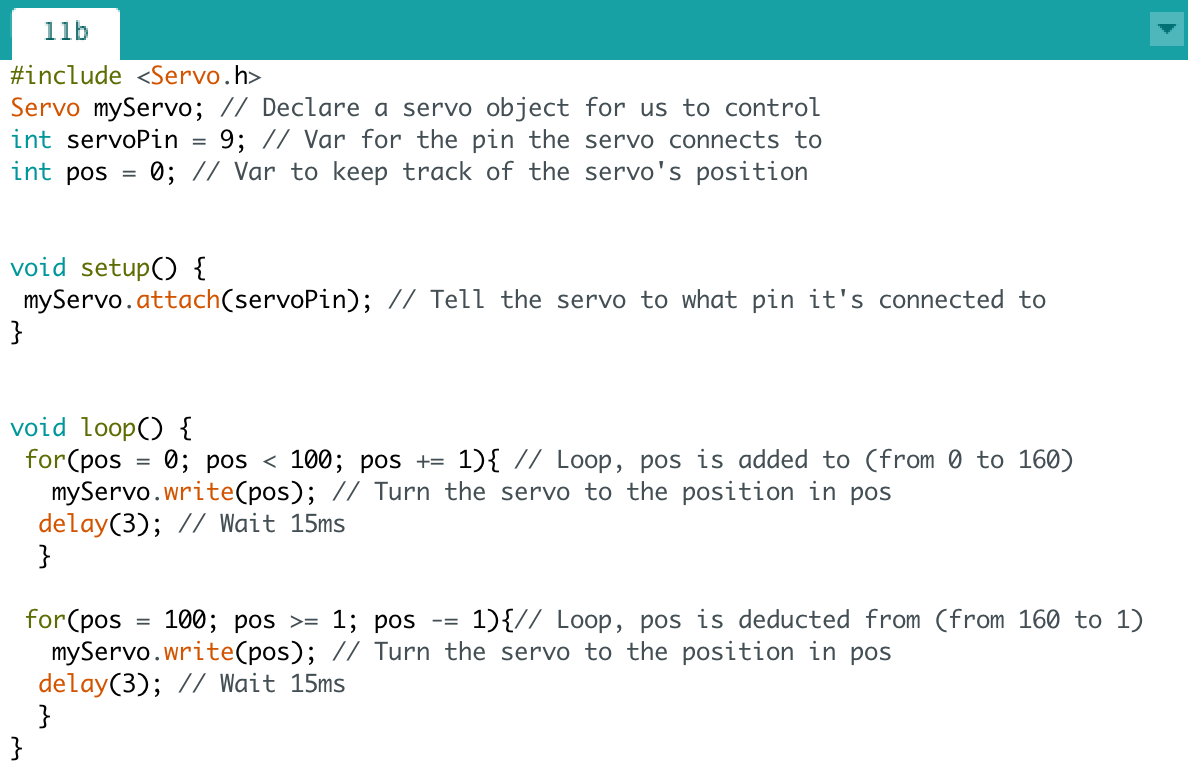 11b
#include <Servo.h>
Servo myServo; // Declare a servo object for us to control
int servoPin = 9; // Var for the pin the servo connects to
int pos = 0; // Var to keep track of the servo's position
void setup() {
myServo.attach(servoPin); // Tell the servo to what pin it's connected to
}
void loop() {
for(pos = 0; pos < 100; pos += 1){ // Loop, pos is added to (from 0 to 160)
myServo.write(pos); // Turn the servo to the position in pos
delay(3); // Wait 15ms
}
for(pos = 100; pos >= 1; pos -= 1){// Loop, pos is deducted from (from 160 to 1)
myServo.write(pos); // Turn the servo to the position in pos
delay(3); // Wait 15ms
}
}